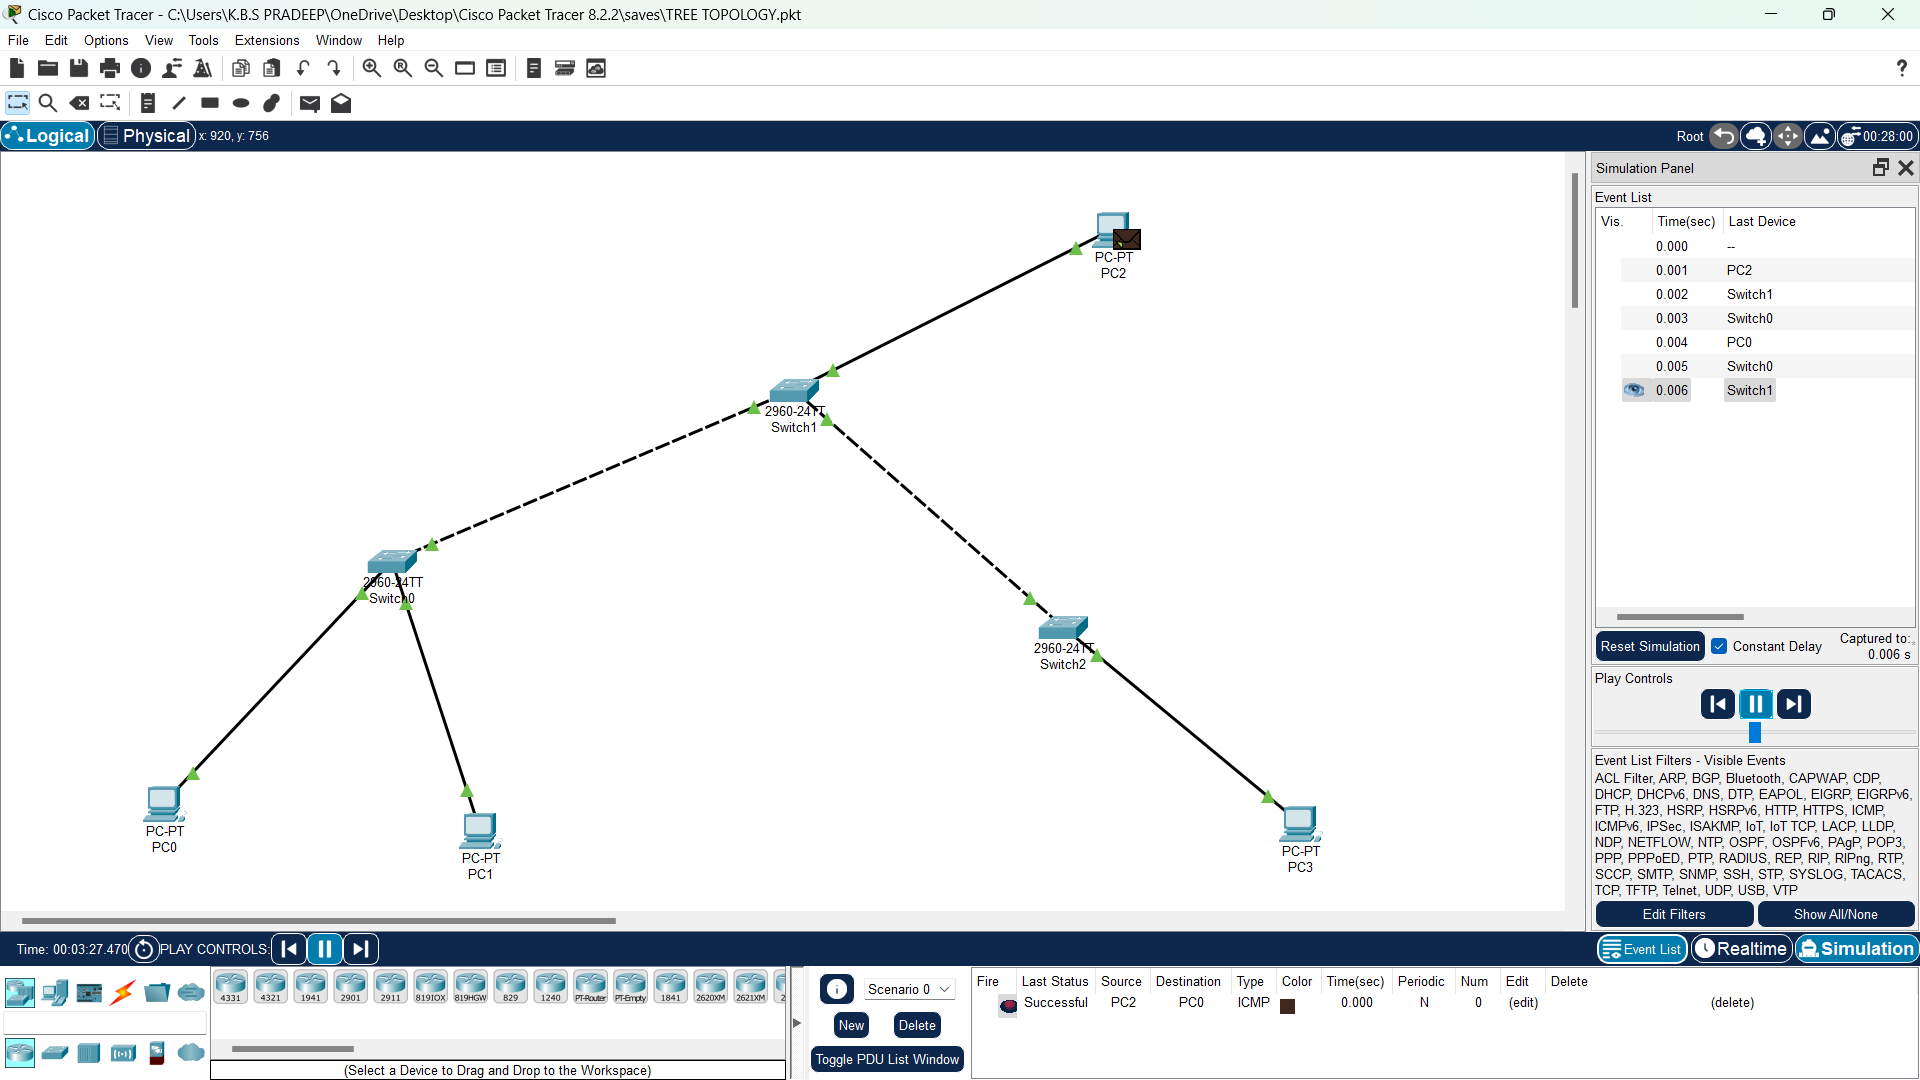 Cisco Packet Tracer - C:\Users\K.B.S PRADEEP\OneDrive\Desktop\Cisco Packet Tracer 8.2.2\saves\TREE TOPOLOGY.pkt
File Edit Options View Tools Extensions Window Help
Logical Physical x: 920, y: 756 Root 00:28:00
Simulation Panel
Event List
Vis. Time(sec) Last Device
0.000 --
0.001 PC2
0.002 Switch1
0.003 Switch0
0.004 PC0
0.005 Switch0
0.006 Switch1
PC-PT
PC2
2960-24TT
Switch1
2960-24TT
Switch0
2960-24TT
Switch2
PC-PT
PC0
PC-PT
PC1
PC-PT
PC3
Reset Simulation Constant Delay Captured to:
0.006 s
Play Controls
Event List Filters - Visible Events
ACL Filter, ARP, BGP, Bluetooth, CAPWAP, CDP,
DHCP, DHCPv6, DNS, DTP, EAPOL, EIGRP, EIGRPv6,
FTP, H.323, HSRP, HSRPv6, HTTP, HTTPS, ICMP,
ICMPv6, IPSec, ISAKMP, IoT, IoT TCP, LACP, LLDP,
NDP, NETFLOW, NTP, OSPF, OSPFv6, PAgP, POP3,
PPP, PPPoED, PTP, RADIUS, REP, RIP, RIPng, RTP,
SCCP, SMTP, SNMP, SSH, STP, SYSLOG, TACACS,
TCP, TFTP, Telnet, UDP, USB, VTP
Edit Filters Show All/None
Time: 00:03:27.470 PLAY CONTROLS: Event List Realtime Simulation
4331 4321 1941 2901 2911 819IOX 819HGW 829 1240 PT-Router PT-Empty 1841 2620XM 2621XM 2
(Select a Device to Drag and Drop to the Workspace)
Scenario 0
New Delete
Toggle PDU List Window
Fire Last Status Source Destination Type Color Time(sec) Periodic Num Edit Delete
Successful PC2 PC0 ICMP 0.000 N 0 (edit) (delete)